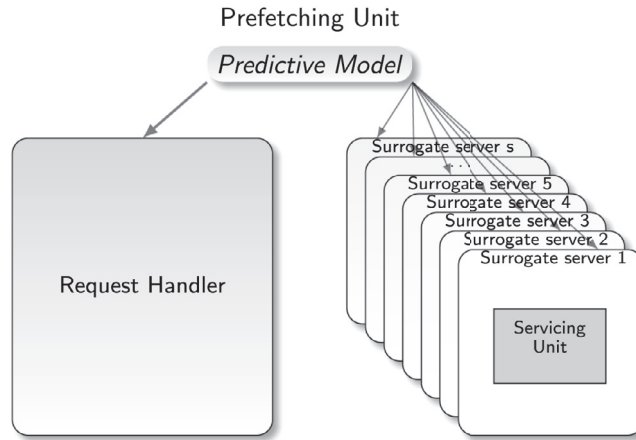 Prefetching Unit
Predictive Model
Request Handler
Surrogate server s
...
Surrogate server 5
Surrogate server 4
Surrogate server 3
Surrogate server 2
Surrogate server 1
Servicing
Unit